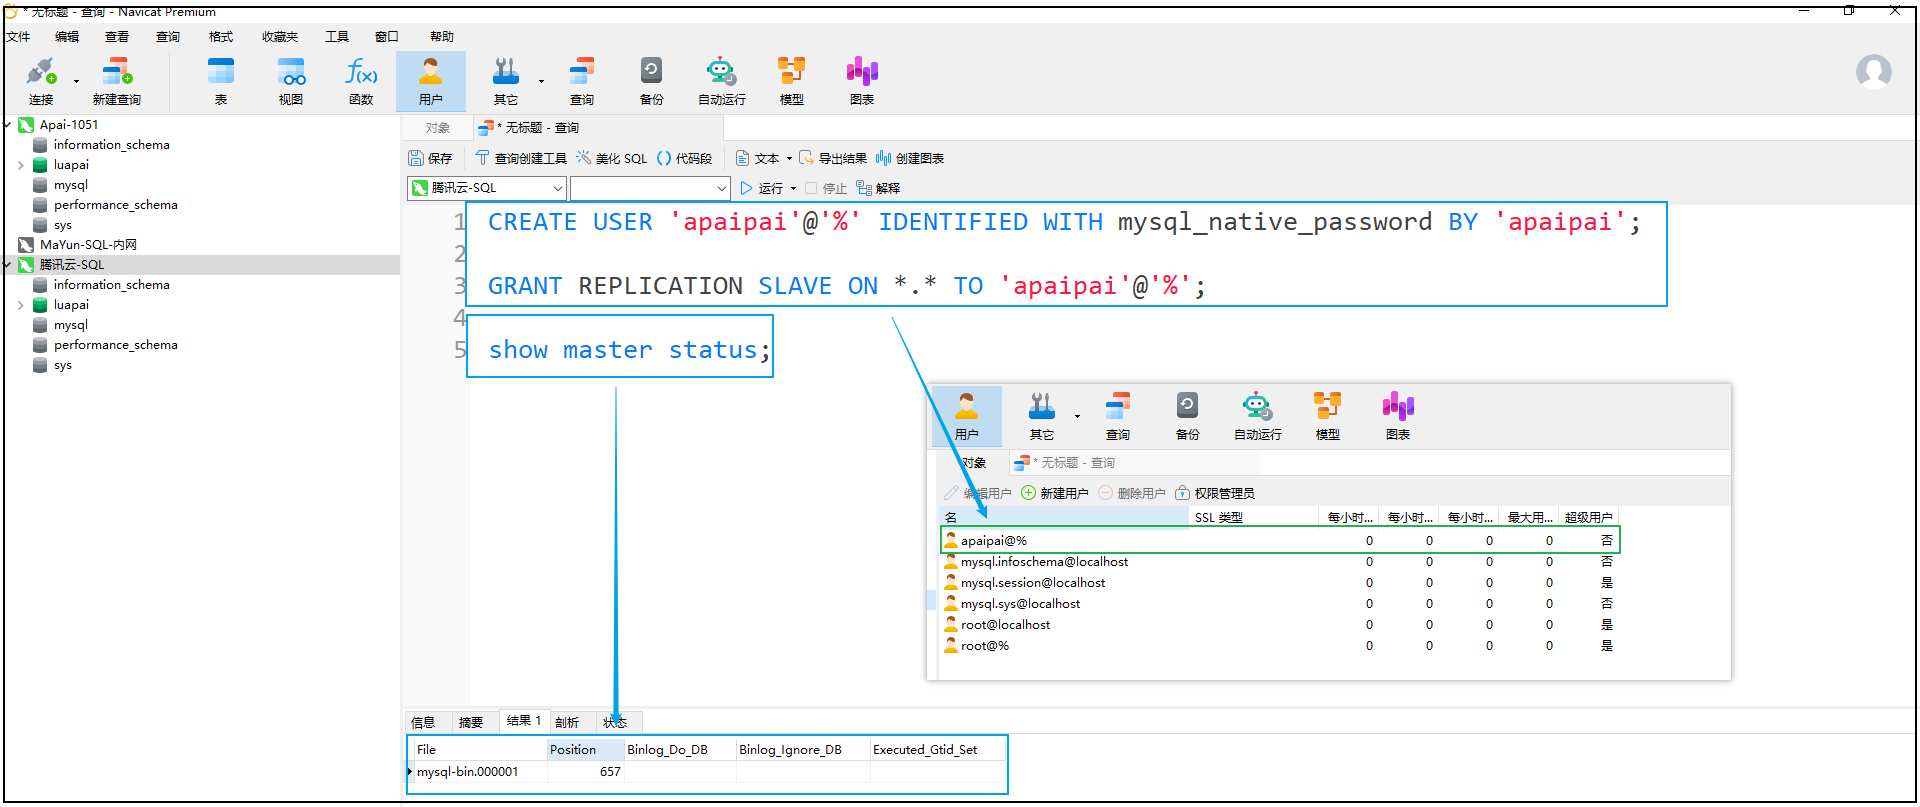 * 无标题 - 查询 - Navicat Premium
文件 编辑 查看 查询 格式 收藏夹 工具 窗口 帮助
连接 新建查询 表 视图 函数 用户 其它 查询 备份 自动运行 模型 图表
Apai-1051
information_schema
luapai
mysql
performance_schema
sys
MaYun-SQL-内网
腾讯云-SQL
information_schema
luapai
mysql
performance_schema
sys
对象 * 无标题 - 查询
保存 查询创建工具 美化 SQL 代码段 文本 导出结果 创建图表
腾讯云-SQL 运行 停止 解释
1 CREATE USER 'apaipai'@'%' IDENTIFIED WITH mysql_native_password BY 'apaipai';
2
3 GRANT REPLICATION SLAVE ON *.* TO 'apaipai'@'%';
4
5 show master status;
用户 其它 查询 备份 自动运行 模型 图表
对象 * 无标题 - 查询
编辑用户 新建用户 删除用户 权限管理员
名 SSL 类型 每小时... 每小时... 每小时... 最大用... 超级用户
apaipai@% 0 0 0 0 否
mysql.infoschema@localhost 0 0 0 0 否
mysql.session@localhost 0 0 0 0 是
mysql.sys@localhost 0 0 0 0 否
root@localhost 0 0 0 0 是
root@% 0 0 0 0 是
信息 摘要 结果 1 剖析 状态
File Position Binlog_Do_DB Binlog_Ignore_DB Executed_Gtid_Set
mysql-bin.000001 657